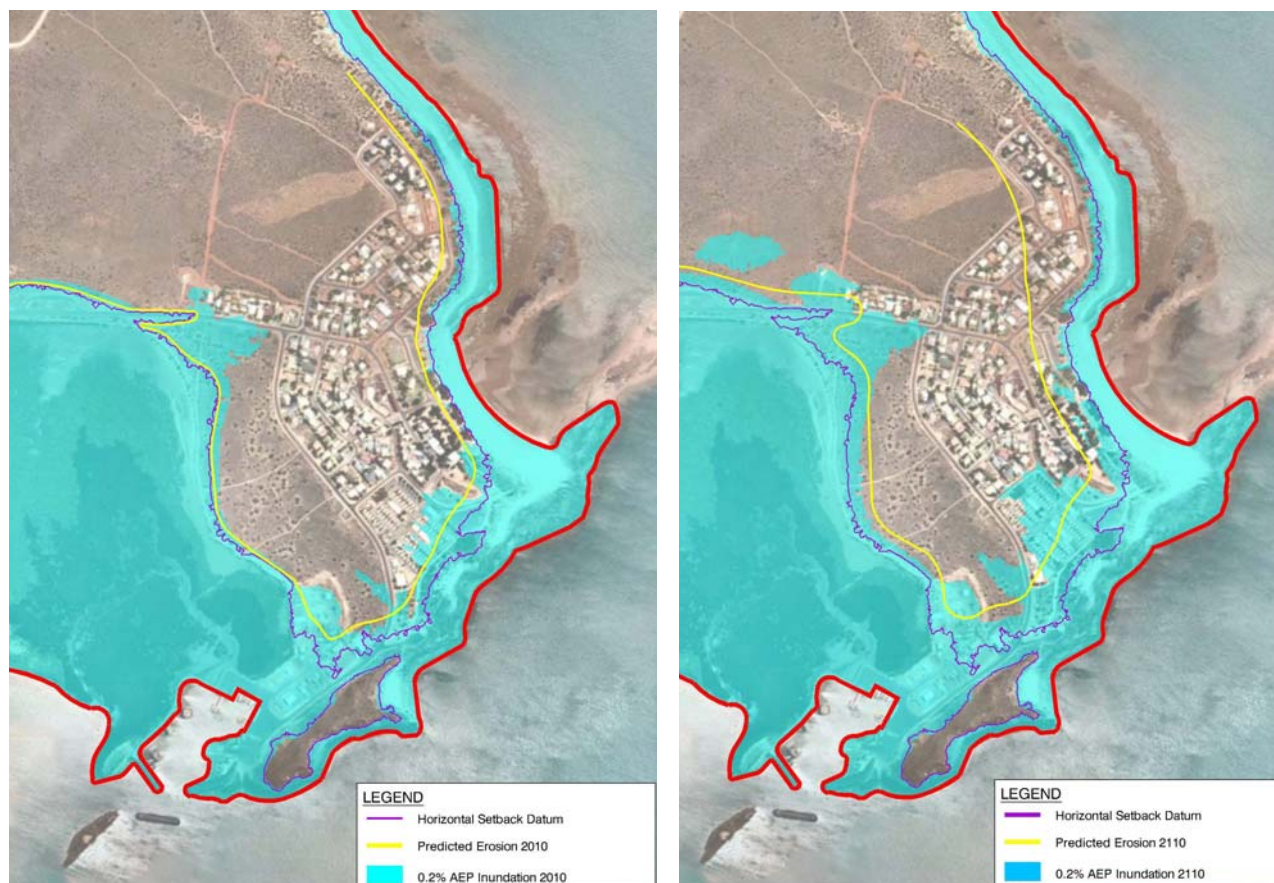 LEGEND
Horizontal Setback Datum
Predicted Erosion 2010
0.2% AEP Inundation 2010
LEGEND
Horizontal Setback Datum
Predicted Erosion 2110
0.2% AEP Inundation 2110